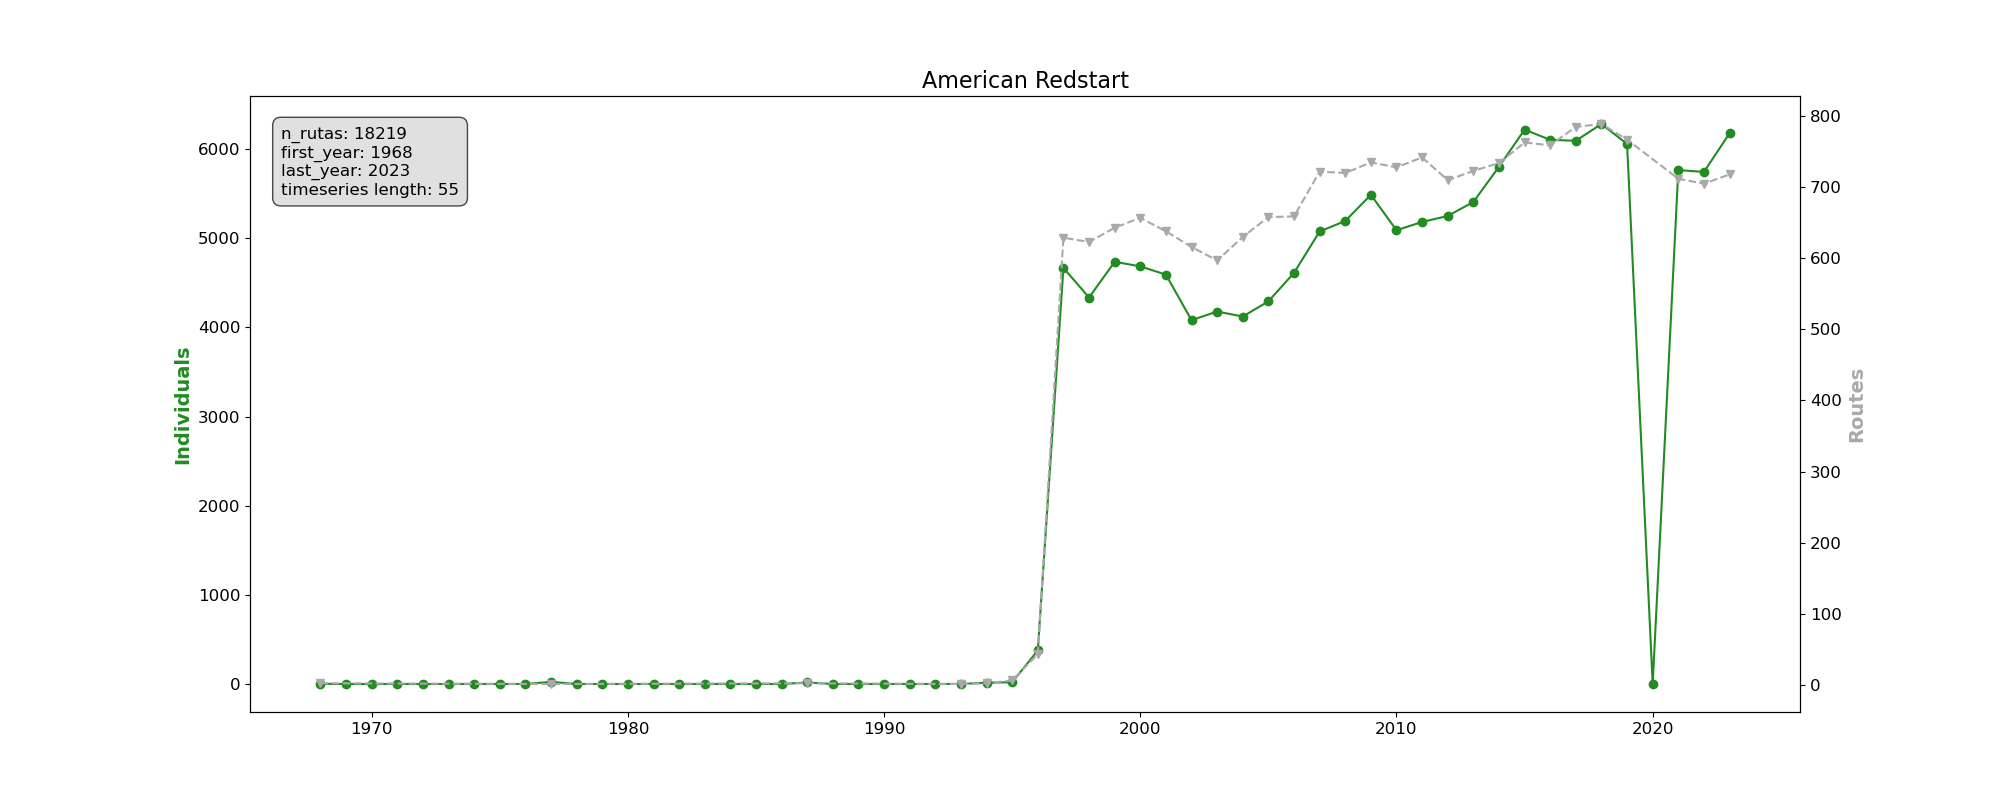 American Redstart
n_rutas: 18219
first_year: 1968
last_year: 2023
timeseries length: 55
6000
5000
4000
3000
2000
1000
0
Individuals
800
700
600
500
400
300
200
100
0
Routes
1970 1980 1990 2000 2010 2020